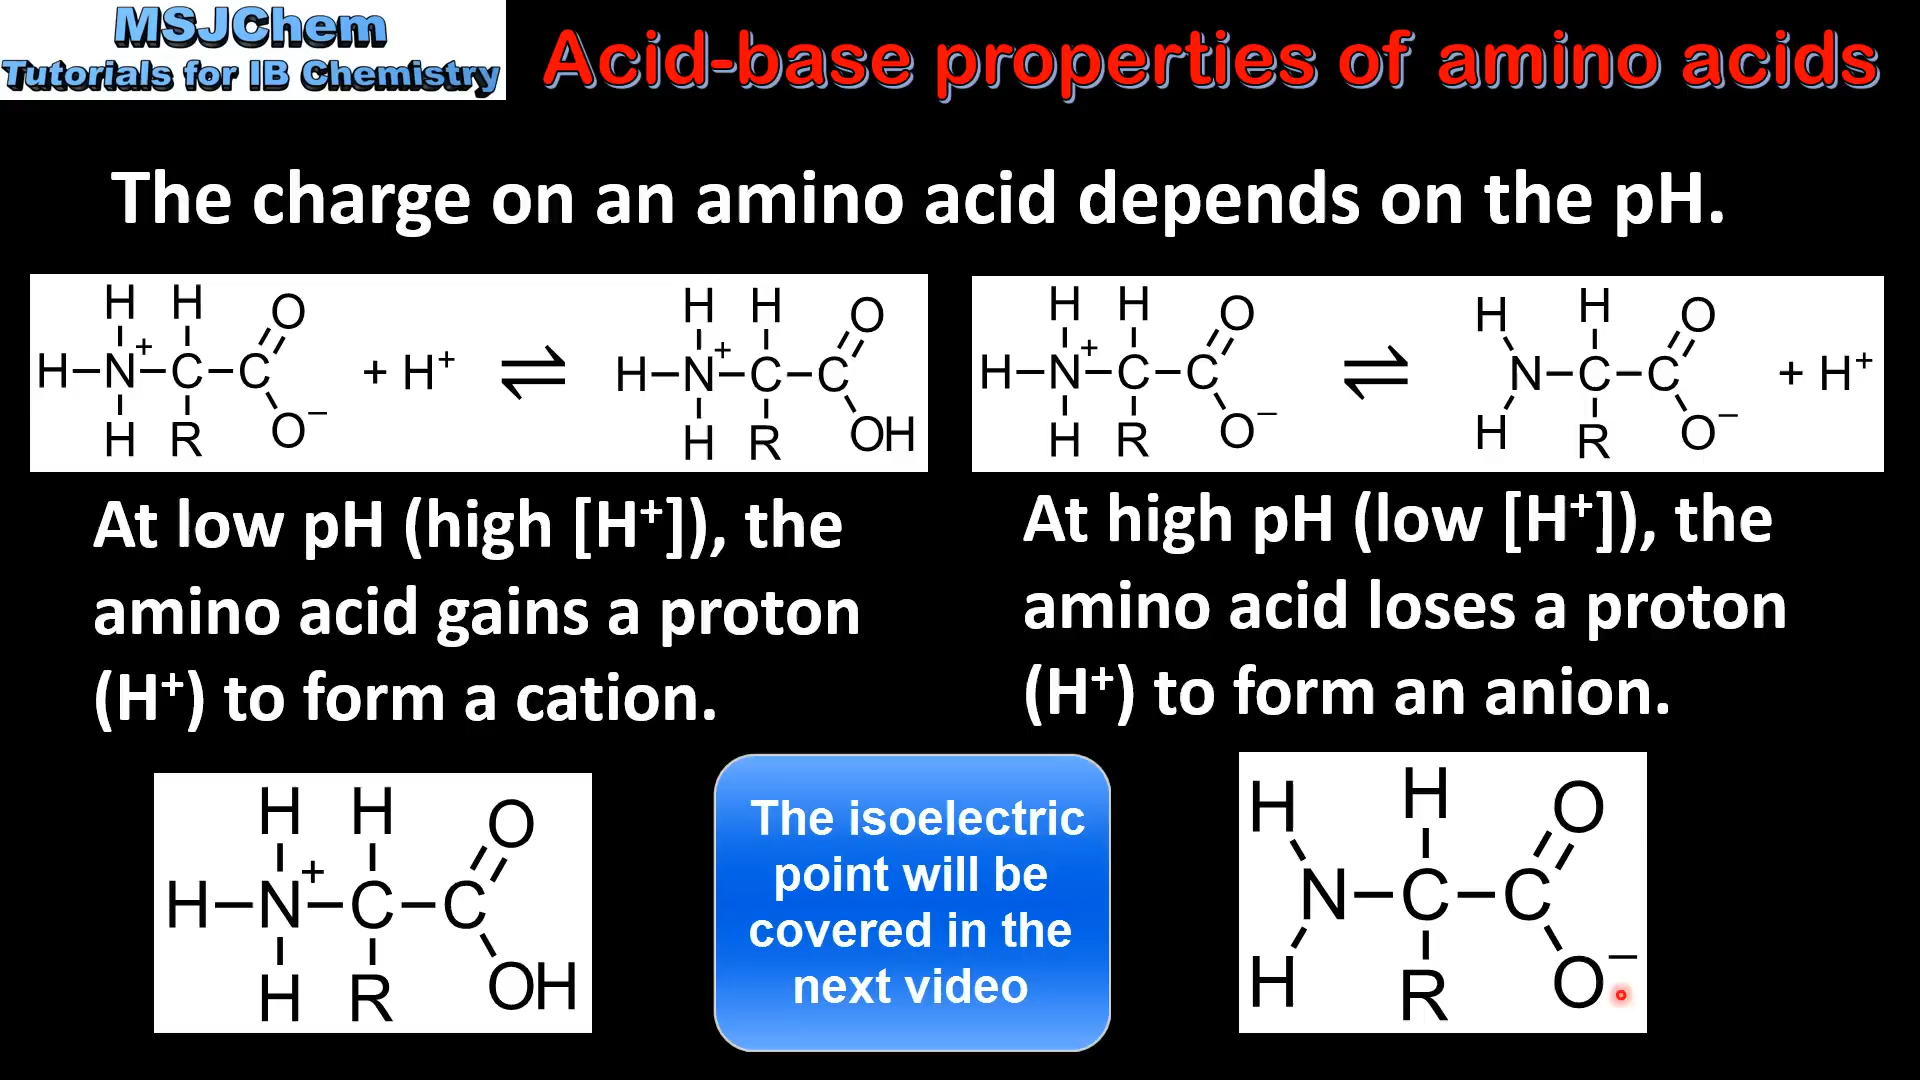 MSJChem
Tutorials for IB Chemistry
Acid-base properties of amino acids
The charge on an amino acid depends on the pH.
H H O
H–N⁺–C–C + H⁺ ⇌ H–N⁺–C–C
H R O⁻
H H O
H R OH
H H O
H–N⁺–C–C ⇌ N–C–C + H⁺
H R O⁻
H H O
H R O⁻
At low pH (high [H⁺]), the
amino acid gains a proton
(H⁺) to form a cation.
At high pH (low [H⁺]), the
amino acid loses a proton
(H⁺) to form an anion.
H H O
H–N⁺–C–C
H R OH
The isoelectric
point will be
covered in the
next video
H H O
N–C–C
H R O⁻